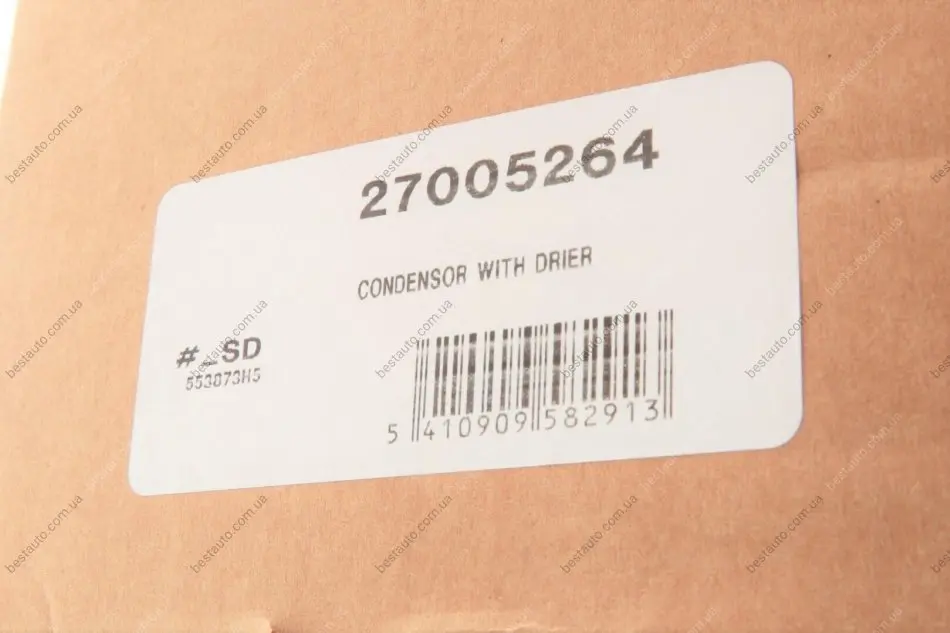 27005264
CONDENSOR WITH DRIER
#_SD
553873H5
5 410909 582913
bestauto.com.ua